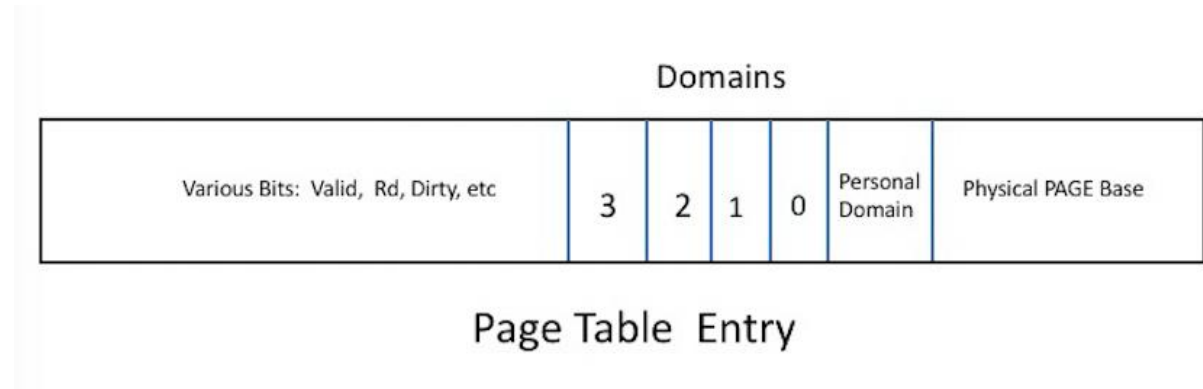 Domains
Various Bits: Valid, Rd, Dirty, etc
3
2
1
0
Personal
Domain
Physical PAGE Base
Page Table Entry